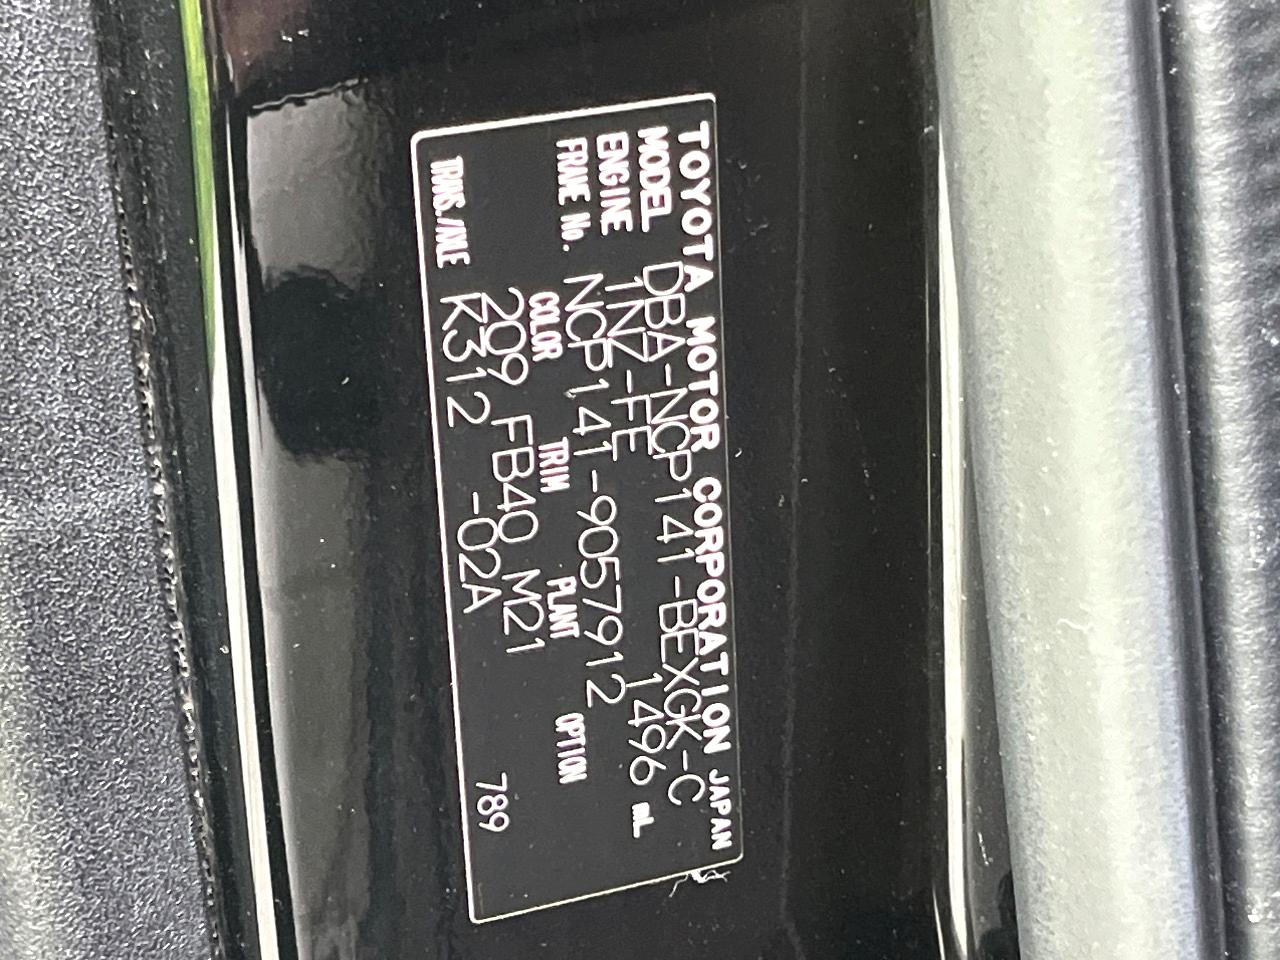 TOYOTA MOTOR CORPORATION JAPAN
MODEL DBA-NCP141-BEXGK-C
ENGINE 1NZ-FE 1496 mL
FRAME No. NCP141-9057912
COLOR TRIM PLANT OPTION
209 FB40 M21
TRANS./AXLE K312 -02A 789